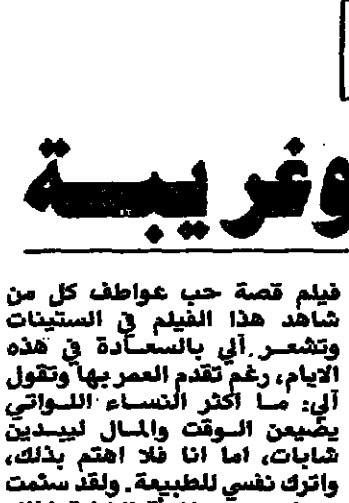 وغريبة
فيلم قصة حب عواطف كل من
شاهد هذا الفيلم في الستينات
وتشعر آلي بالسعادة في هذه
الايام، رغم تقدم العمر بها وتقول
آلي: ما اكثر النساء اللواتي
يضيعن الوقت والمال ليبدين
شابات، اما انا فلا اهتم بذلك،
واترك نفسي للطبيعة. ولقد سئمت